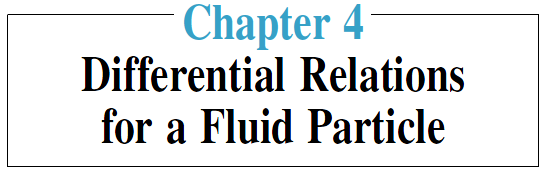 Chapter 4
Differential Relations
for a Fluid Particle